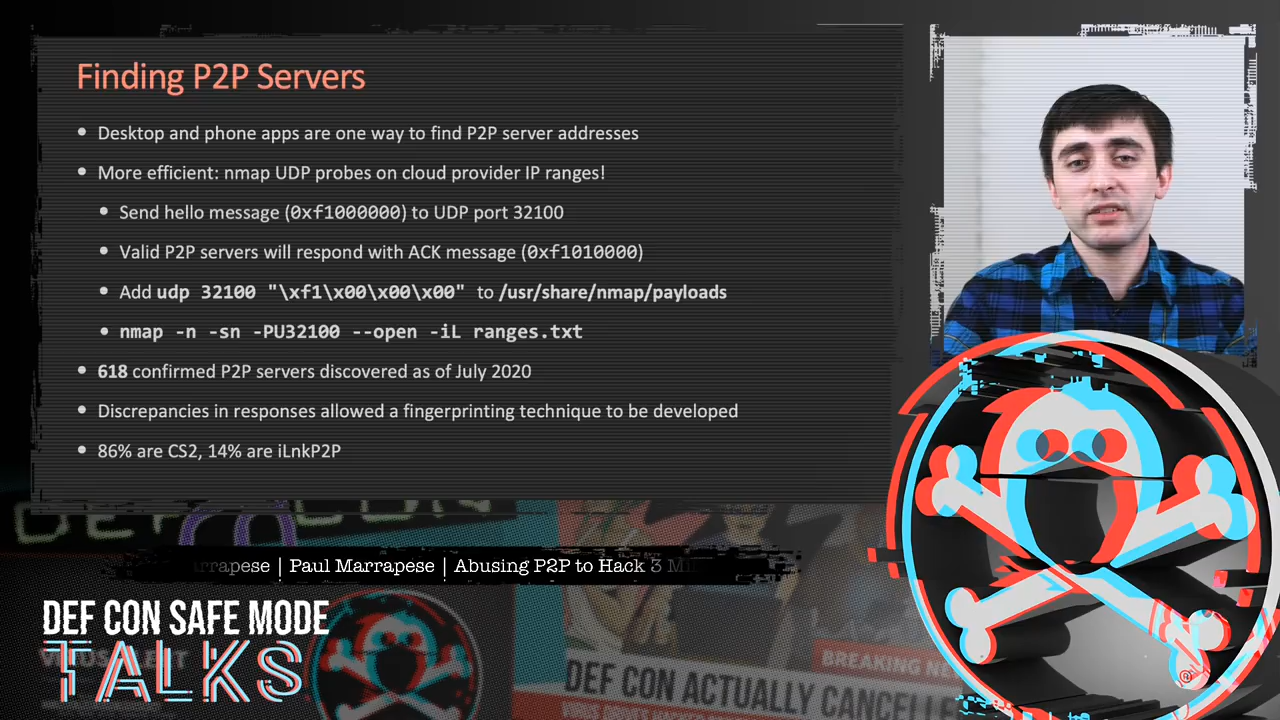 Finding P2P Servers
• Desktop and phone apps are one way to find P2P server addresses
• More efficient: nmap UDP probes on cloud provider IP ranges!
• Send hello message (0xf1000000) to UDP port 32100
• Valid P2P servers will respond with ACK message (0xf1010000)
• Add udp 32100 "\xf1\x00\x00\x00" to /usr/share/nmap/payloads
• nmap -n -sn -PU32100 --open -iL ranges.txt
• 618 confirmed P2P servers discovered as of July 2020
• Discrepancies in responses allowed a fingerprinting technique to be developed
• 86% are CS2, 14% are iLnkP2P
DEF CON
rrapese | Paul Marrapese | Abusing P2P to Hack 3 Mi
DEF CON SAFE MODE
TALKS
BREAKING NE
DEF CON ACTUALLY CANCELLE